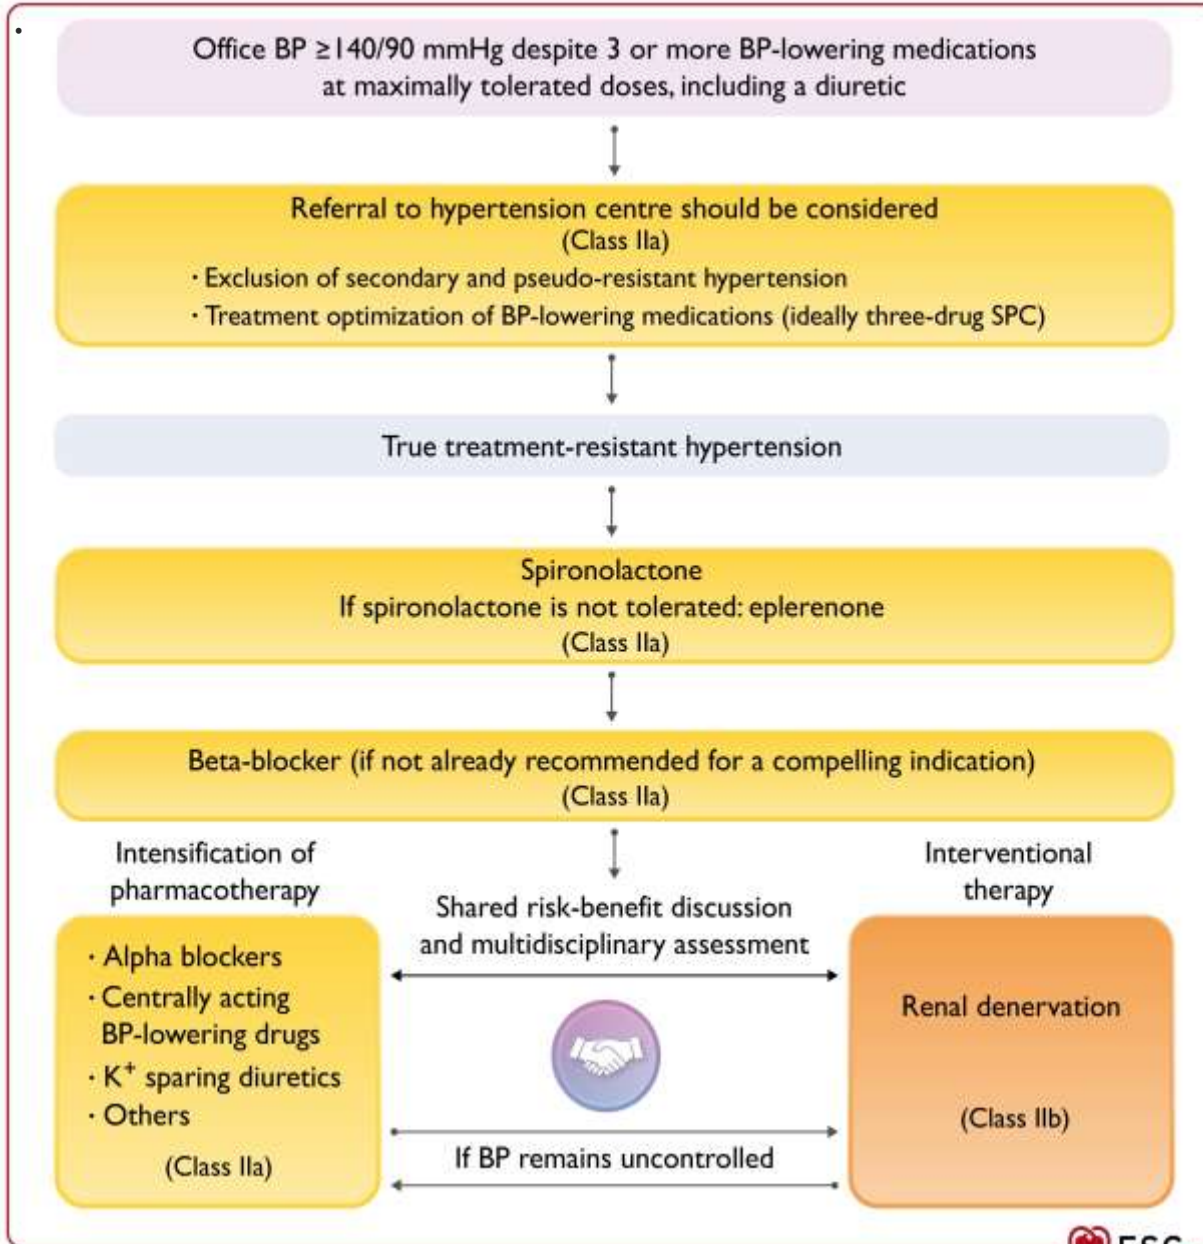 Office BP ≥140/90 mmHg despite 3 or more BP-lowering medications
at maximally tolerated doses, including a diuretic
Referral to hypertension centre should be considered
(Class IIa)
· Exclusion of secondary and pseudo-resistant hypertension
· Treatment optimization of BP-lowering medications (ideally three-drug SPC)
True treatment-resistant hypertension
Spironolactone
If spironolactone is not tolerated: eplerenone
(Class IIa)
Beta-blocker (if not already recommended for a compelling indication)
(Class IIa)
Intensification of
pharmacotherapy
· Alpha blockers
· Centrally acting
BP-lowering drugs
· K⁺ sparing diuretics
· Others
(Class IIa)
Shared risk-benefit discussion
and multidisciplinary assessment
If BP remains uncontrolled
Interventional
therapy
Renal denervation
(Class IIb)